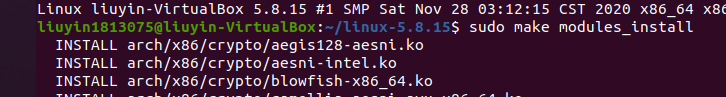 Linux liuyin-VirtualBox 5.8.15 #1 SMP Sat Nov 28 03:12:15 CST 2020 x86_64 x86
liuyin1813075@liuyin-VirtualBox:~/linux-5.8.15$ sudo make modules_install
INSTALL arch/x86/crypto/aegis128-aesni.ko
INSTALL arch/x86/crypto/aesni-intel.ko
INSTALL arch/x86/crypto/blowfish-x86_64.ko